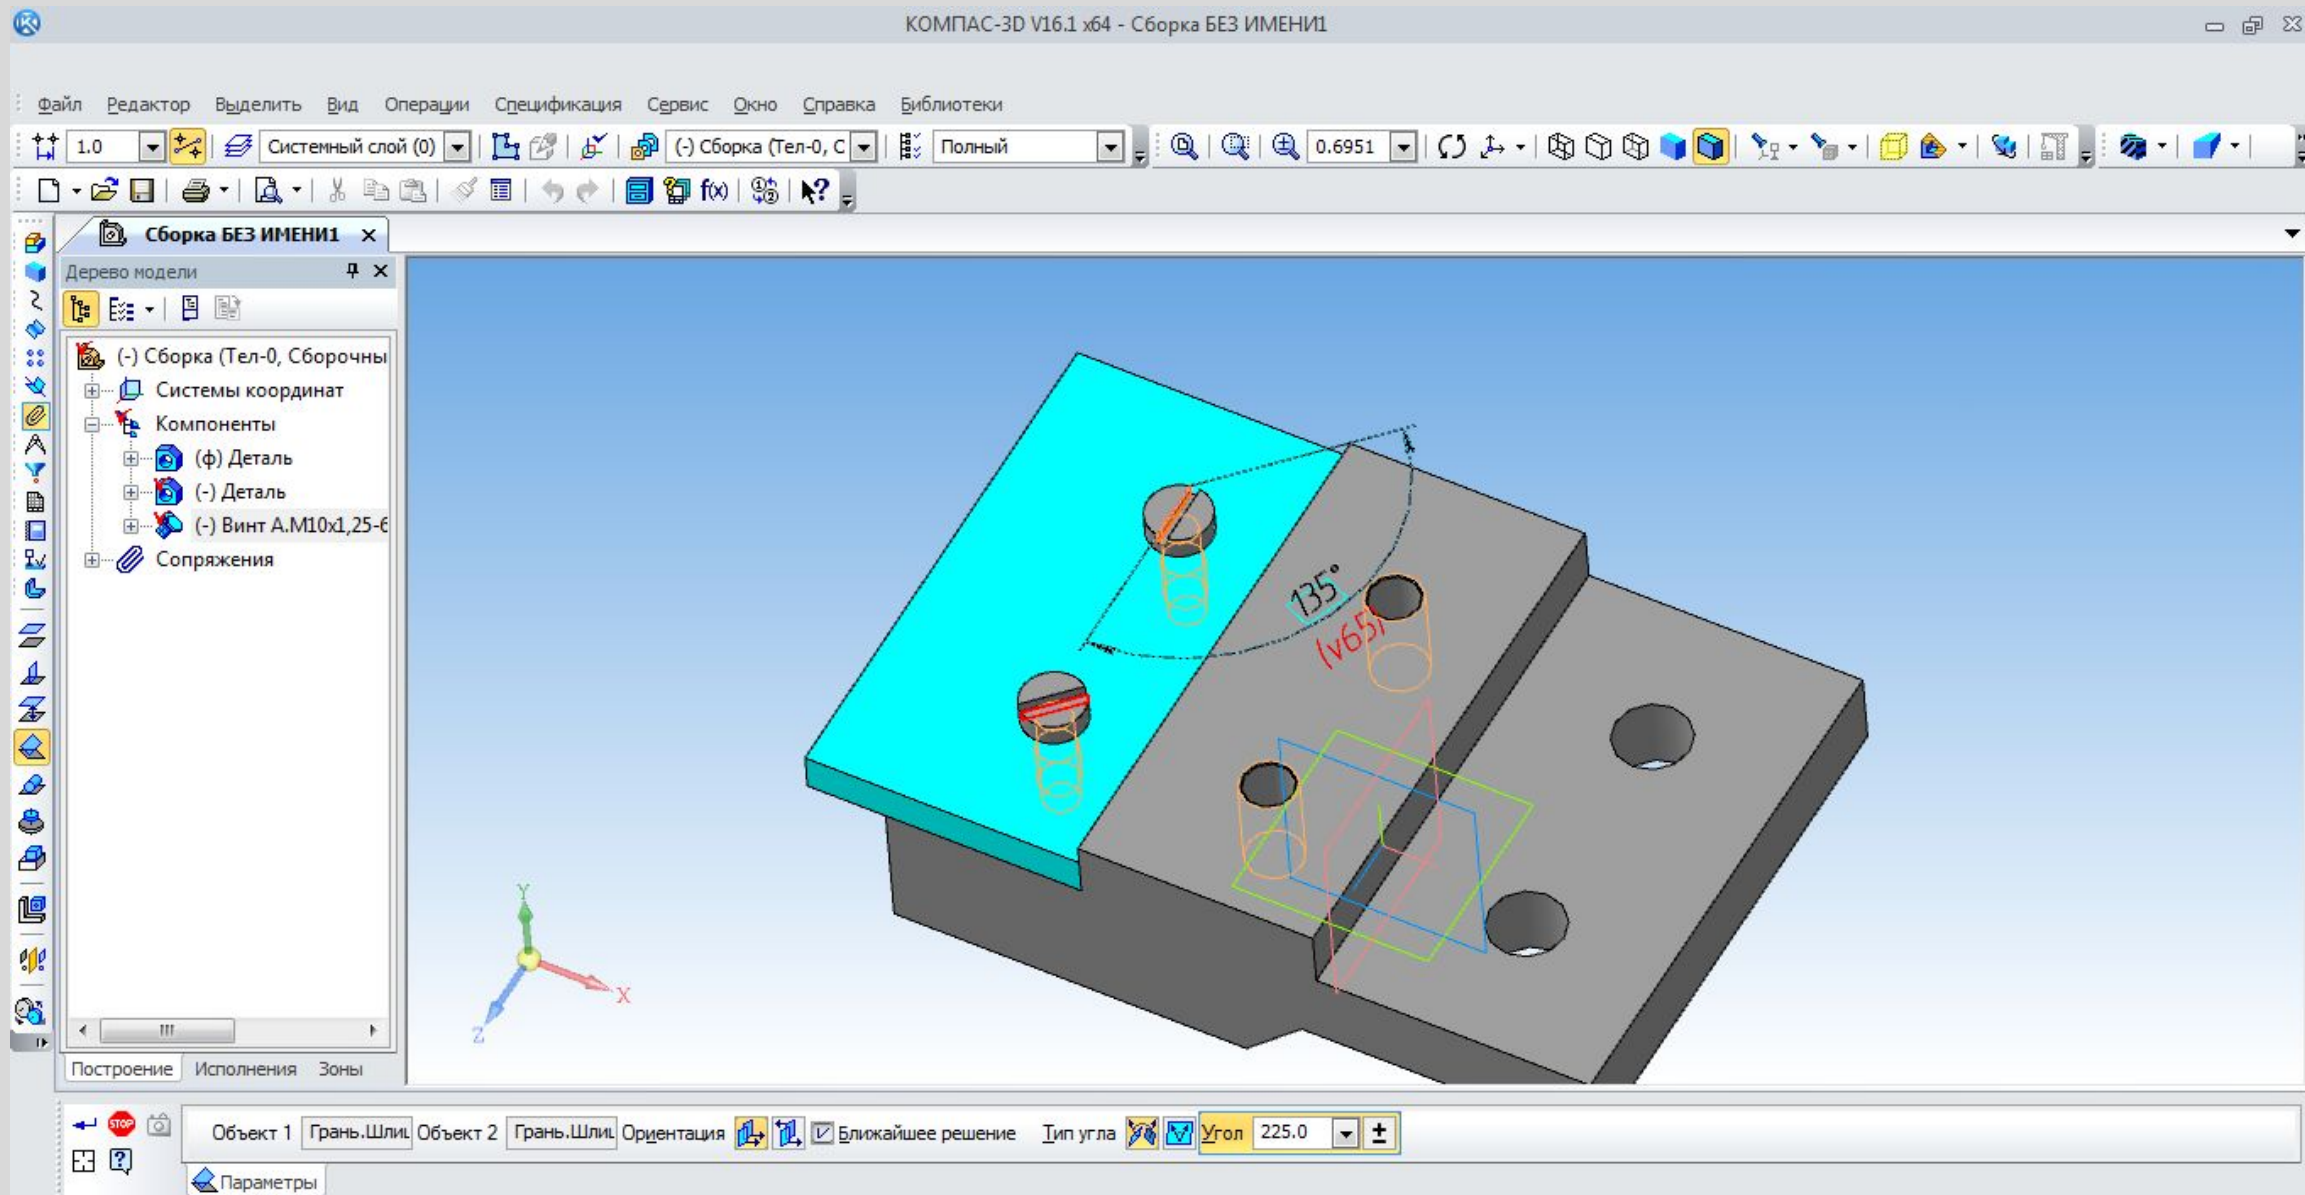 КОМПАС-3D V16.1 x64 - Сборка БЕЗ ИМЕНИ1
Файл Редактор Выделить Вид Операции Спецификация Сервис Окно Справка Библиотеки
1.0 Системный слой (0) (-) Сборка (Тел-0, С Полный 0.6951
f(x)
Сборка БЕЗ ИМЕНИ1
Дерево модели
(-) Сборка (Тел-0, Сборочны
Системы координат
Компоненты
(ф) Деталь
(-) Деталь
(-) Винт А.М10х1,25-6
Сопряжения
135°
(v65)
Y
X
Z
Построение Исполнения Зоны
STOP Объект 1 Грань.Шлиц Объект 2 Грань.Шлиц Ориентация Ближайшее решение Тип угла Угол 225.0
Параметры